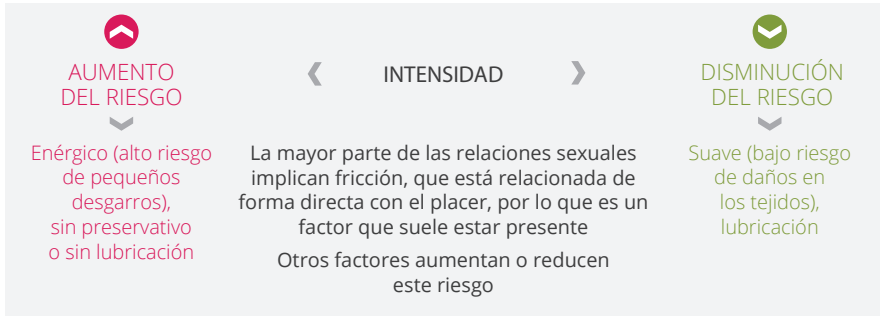 AUMENTO
DEL RIESGO
Enérgico (alto riesgo
de pequeños
desgarros),
sin preservativo
o sin lubricación
INTENSIDAD
La mayor parte de las relaciones sexuales
implican fricción, que está relacionada de
forma directa con el placer, por lo que es un
factor que suele estar presente
Otros factores aumentan o reducen
este riesgo
DISMINUCIÓN
DEL RIESGO
Suave (bajo riesgo
de daños en
los tejidos),
lubricación